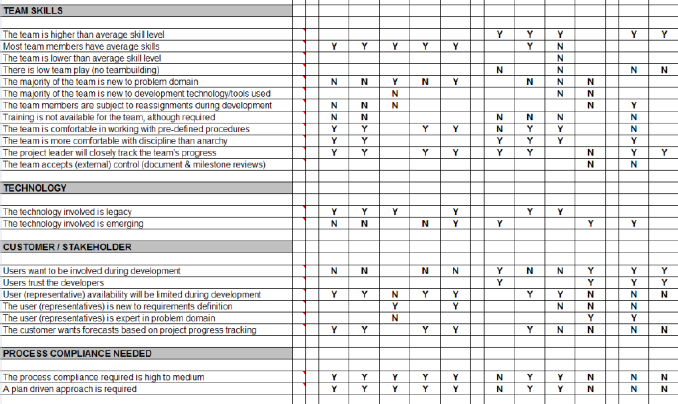 TEAM SKILLS
The team is higher than average skill level Y Y Y Y Y
Most team members have average skills Y Y Y Y Y Y N
The team is lower than average skill level N
There is low team play (no teambuilding) N N N N
The majority of the team is new to problem domain N N Y N Y N N N
The majority of the team is new to development technology/tools used N N N
The team members are subject to reassignments during development N N N N Y
Training is not available for the team, although required N N N N N N
The team is comfortable in working with pre-defined procedures Y Y Y Y N Y Y N
The team is more comfortable with discipline than anarchy Y Y Y Y Y Y
The project leader will closely track the team's progress Y Y Y Y Y Y N Y Y
The team accepts (external) control (document & milestone reviews) N N
TECHNOLOGY
The technology involved is legacy Y Y Y Y Y Y
The technology involved is emerging N N N Y Y Y Y
CUSTOMER / STAKEHOLDER
Users want to be involved during development N N N N Y N N Y Y Y
Users trust the developers Y Y Y Y
User (representative) availability will be limited during development Y Y N Y Y Y Y N N N
The user (representatives) is new to requirements definition Y Y N N N
The user (representatives) is expert in problem domain N Y Y
The customer wants forecasts based on project progress tracking Y Y Y Y Y N N N N
PROCESS COMPLIANCE NEEDED
The process compliance required is high to medium Y Y Y Y Y N Y Y N N N
A plan driven approach is required Y Y Y Y Y N Y Y N N N